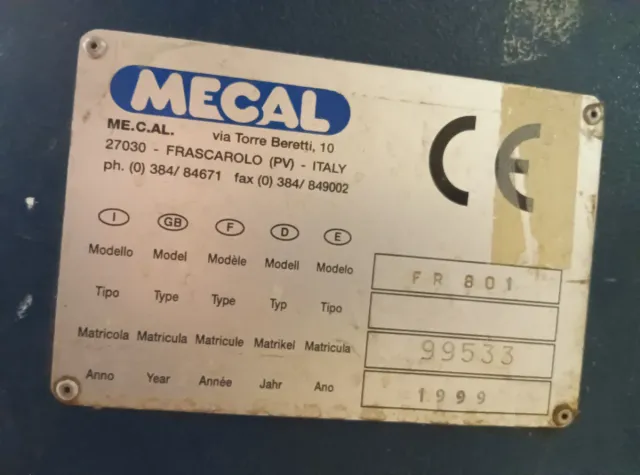 MECAL
ME.C.AL. via Torre Beretti, 10
27030 - FRASCAROLO (PV) - ITALY
ph. (0) 384/ 84671 fax (0) 384/ 849002
CE
I GB F D E
Modello Model Modèle Modell Modelo FR 801
Tipo Type Type Typ Tipo
Matricola Matricula Matricule Matrikel Matricula 99533
Anno Year Année Jahr Ano 1999